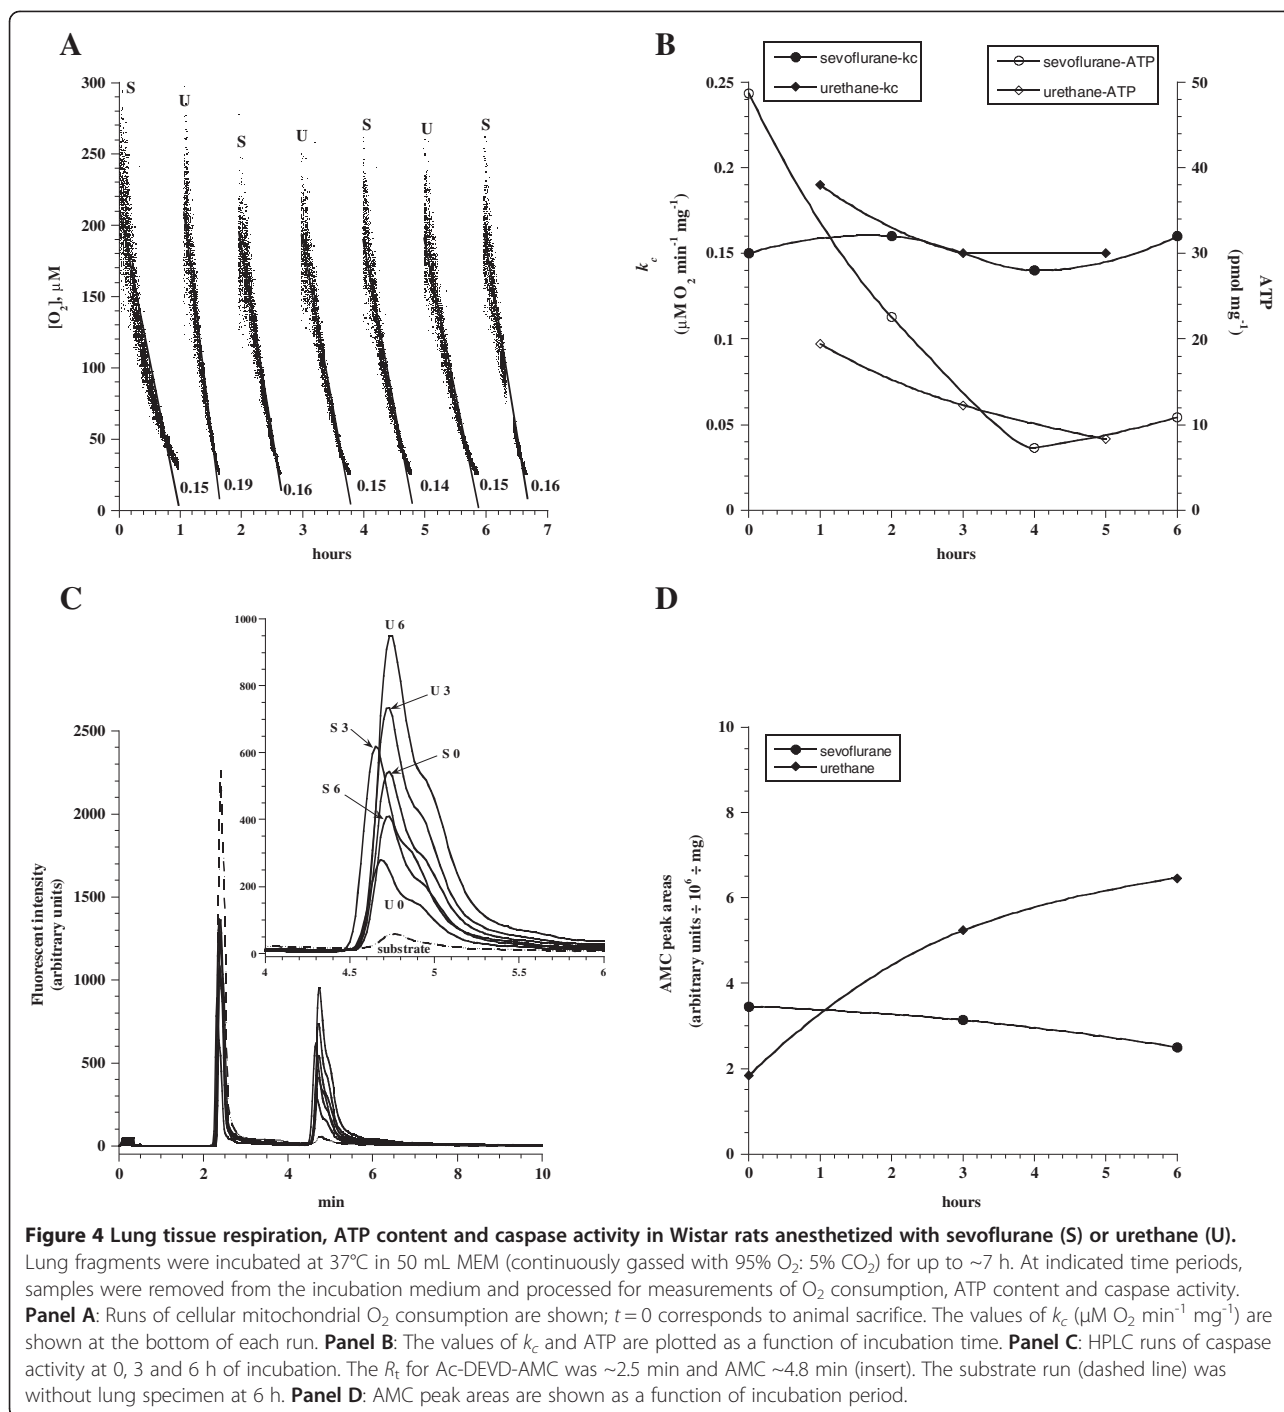 A
S
U
S
U
S
U
S
300
250
200
150
100
50
0
[O2], µM
0.15
0.19
0.16
0.15
0.14
0.15
0.16
0 1 2 3 4 5 6 7
hours
B
sevoflurane-kc
urethane-kc
sevoflurane-ATP
urethane-ATP
0.25
0.2
0.15
0.1
0.05
0
kc
(µM O2 min-1 mg-1)
50
40
30
20
10
0
ATP
(pmol mg-1)
0 1 2 3 4 5 6
hours
C
1000
800
600
400
200
0
U 6
U 3
S 3
S 0
S 6
U 0
substrate
4 4.5 5 5.5 6
2500
2000
1500
1000
500
0
Fluorescent intensity
(arbitrary units)
0 2 4 6 8 10
min
D
sevoflurane
urethane
10
8
6
4
2
0
AMC peak areas
(arbitrary units ÷ 10⁶ ÷ mg)
0 1 2 3 4 5 6
hours
Figure 4 Lung tissue respiration, ATP content and caspase activity in Wistar rats anesthetized with sevoflurane (S) or urethane (U).
Lung fragments were incubated at 37°C in 50 mL MEM (continuously gassed with 95% O2: 5% CO2) for up to ~7 h. At indicated time periods,
samples were removed from the incubation medium and processed for measurements of O2 consumption, ATP content and caspase activity.
Panel A: Runs of cellular mitochondrial O2 consumption are shown; t = 0 corresponds to animal sacrifice. The values of kc (µM O2 min-1 mg-1) are
shown at the bottom of each run. Panel B: The values of kc and ATP are plotted as a function of incubation time. Panel C: HPLC runs of caspase
activity at 0, 3 and 6 h of incubation. The Rt for Ac-DEVD-AMC was ~2.5 min and AMC ~4.8 min (insert). The substrate run (dashed line) was
without lung specimen at 6 h. Panel D: AMC peak areas are shown as a function of incubation period.